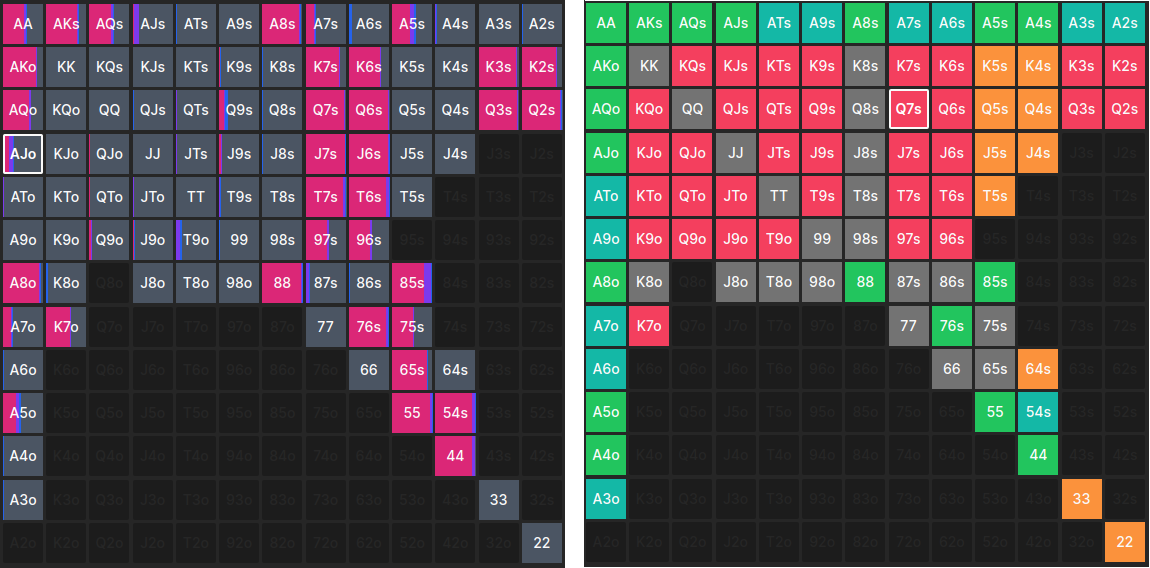 AA AKs AQs AJs ATs A9s A8s A7s A6s A5s A4s A3s A2s
AKo KK KQs KJs KTs K9s K8s K7s K6s K5s K4s K3s K2s
AQo KQo QQ QJs QTs Q9s Q8s Q7s Q6s Q5s Q4s Q3s Q2s
AJo KJo QJo JJ JTs J9s J8s J7s J6s J5s J4s J3s J2s
ATo KTo QTo JTo TT T9s T8s T7s T6s T5s T4s T3s T2s
A9o K9o Q9o J9o T9o 99 98s 97s 96s 95s 94s 93s 92s
A8o K8o Q8o J8o T8o 98o 88 87s 86s 85s 84s 83s 82s
A7o K7o Q7o J7o T7o 97o 87o 77 76s 75s 74s 73s 72s
A6o K6o Q6o J6o T6o 96o 86o 76o 66 65s 64s 63s 62s
A5o K5o Q5o J5o T5o 95o 85o 75o 65o 55 54s 53s 52s
A4o K4o Q4o J4o T4o 94o 84o 74o 64o 54o 44 43s 42s
A3o K3o Q3o J3o T3o 93o 83o 73o 63o 53o 43o 33 32s
A2o K2o Q2o J2o T2o 92o 82o 72o 62o 52o 42o 32o 22
AA AKs AQs AJs ATs A9s A8s A7s A6s A5s A4s A3s A2s
AKo KK KQs KJs KTs K9s K8s K7s K6s K5s K4s K3s K2s
AQo KQo QQ QJs QTs Q9s Q8s Q7s Q6s Q5s Q4s Q3s Q2s
AJo KJo QJo JJ JTs J9s J8s J7s J6s J5s J4s J3s J2s
ATo KTo QTo JTo TT T9s T8s T7s T6s T5s T4s T3s T2s
A9o K9o Q9o J9o T9o 99 98s 97s 96s 95s 94s 93s 92s
A8o K8o Q8o J8o T8o 98o 88 87s 86s 85s 84s 83s 82s
A7o K7o Q7o J7o T7o 97o 87o 77 76s 75s 74s 73s 72s
A6o K6o Q6o J6o T6o 96o 86o 76o 66 65s 64s 63s 62s
A5o K5o Q5o J5o T5o 95o 85o 75o 65o 55 54s 53s 52s
A4o K4o Q4o J4o T4o 94o 84o 74o 64o 54o 44 43s 42s
A3o K3o Q3o J3o T3o 93o 83o 73o 63o 53o 43o 33 32s
A2o K2o Q2o J2o T2o 92o 82o 72o 62o 52o 42o 32o 22